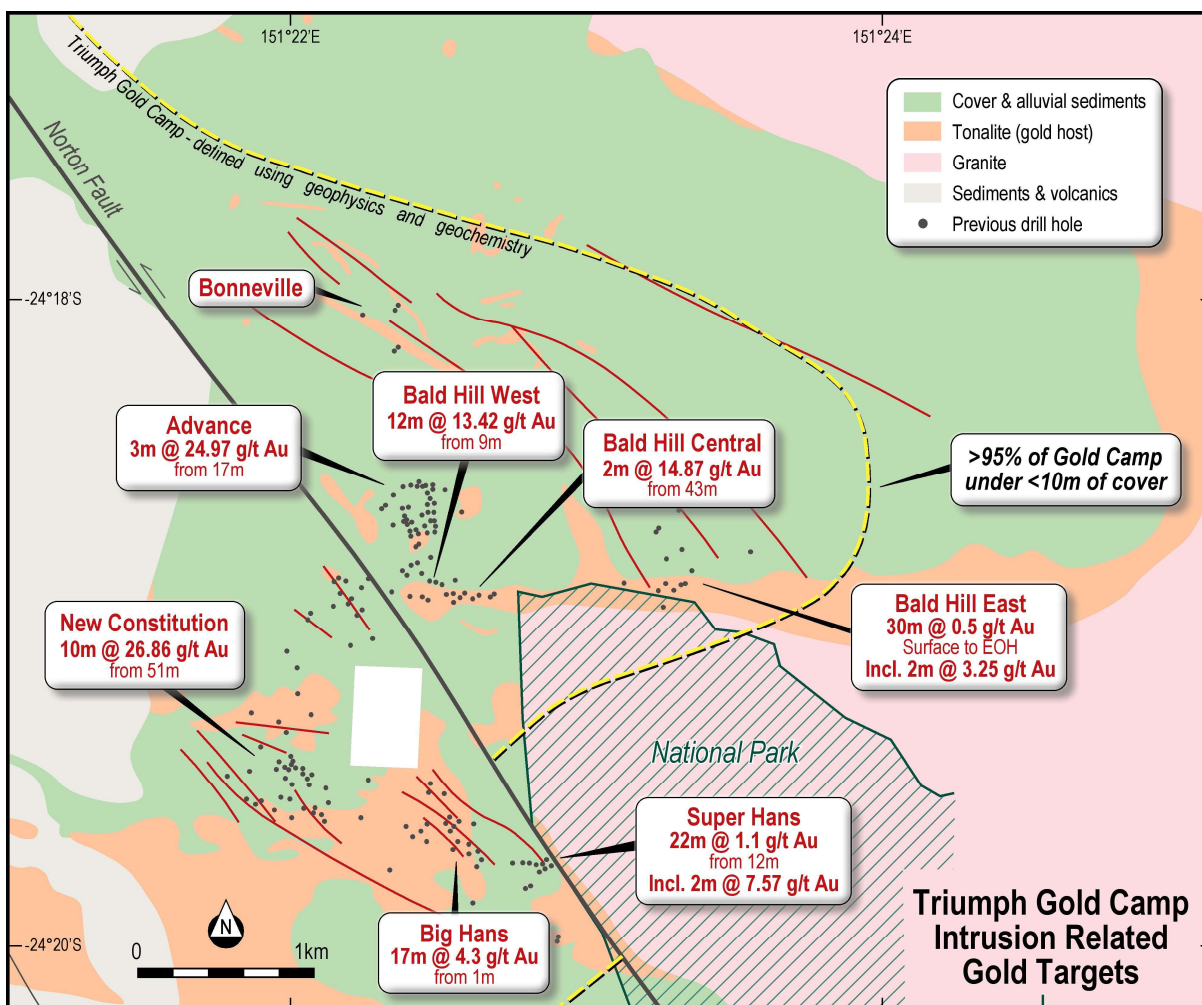 151°22'E
151°24'E
Triumph Gold Camp - defined using geophysics and geochemistry
Norton Fault
Cover & alluvial sediments
Tonalite (gold host)
Granite
Sediments & volcanics
Previous drill hole
-24°18'S
Bonneville
Bald Hill West
12m @ 13.42 g/t Au
from 9m
Advance
3m @ 24.97 g/t Au
from 17m
Bald Hill Central
2m @ 14.87 g/t Au
from 43m
>95% of Gold Camp
under <10m of cover
New Constitution
10m @ 26.86 g/t Au
from 51m
Bald Hill East
30m @ 0.5 g/t Au
Surface to EOH
Incl. 2m @ 3.25 g/t Au
National Park
Super Hans
22m @ 1.1 g/t Au
from 12m
Incl. 2m @ 7.57 g/t Au
Big Hans
17m @ 4.3 g/t Au
from 1m
-24°20'S
N
0
1km
Triumph Gold Camp
Intrusion Related
Gold Targets